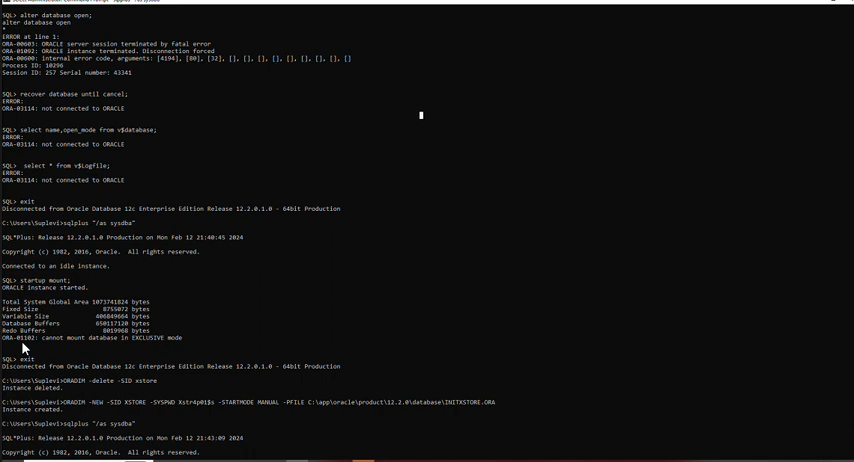 SQL> alter database open;
alter database open
*
ERROR at line 1:
ORA-00603: ORACLE server session terminated by fatal error
ORA-01092: ORACLE instance terminated. Disconnection forced
ORA-00600: internal error code, arguments: [4194], [80], [32], [], [], [], [], [], [], [], [], []
Process ID: 10296
Session ID: 257 Serial number: 43341
SQL> recover database until cancel;
ERROR:
ORA-03114: not connected to ORACLE
SQL> select name,open_mode from v$database;
ERROR:
ORA-03114: not connected to ORACLE
SQL>  select * from v$Logfile;
ERROR:
ORA-03114: not connected to ORACLE
SQL> exit
Disconnected from Oracle Database 12c Enterprise Edition Release 12.2.0.1.0 - 64bit Production
C:\Users\Suplevi>sqlplus "/as sysdba"
SQL*Plus: Release 12.2.0.1.0 Production on Mon Feb 12 21:40:45 2024
Copyright (c) 1982, 2016, Oracle.  All rights reserved.
Connected to an idle instance.
SQL> startup mount;
ORACLE instance started.
Total System Global Area 1073741824 bytes
Fixed Size                  8755072 bytes
Variable Size             406849664 bytes
Database Buffers          650117120 bytes
Redo Buffers                8019968 bytes
ORA-01102: cannot mount database in EXCLUSIVE mode
SQL> exit
Disconnected from Oracle Database 12c Enterprise Edition Release 12.2.0.1.0 - 64bit Production
C:\Users\Suplevi>ORADIM -delete -SID xstore
Instance deleted.
C:\Users\Suplevi>ORADIM -NEW -SID XSTORE -SYSPWD Xstr4p01$s -STARTMODE MANUAL -PFILE C:\app\oracle\product\12.2.0\database\INITXSTORE.ORA
Instance created.
C:\Users\Suplevi>sqlplus "/as sysdba"
SQL*Plus: Release 12.2.0.1.0 Production on Mon Feb 12 21:43:09 2024
Copyright (c) 1982, 2016, Oracle.  All rights reserved.